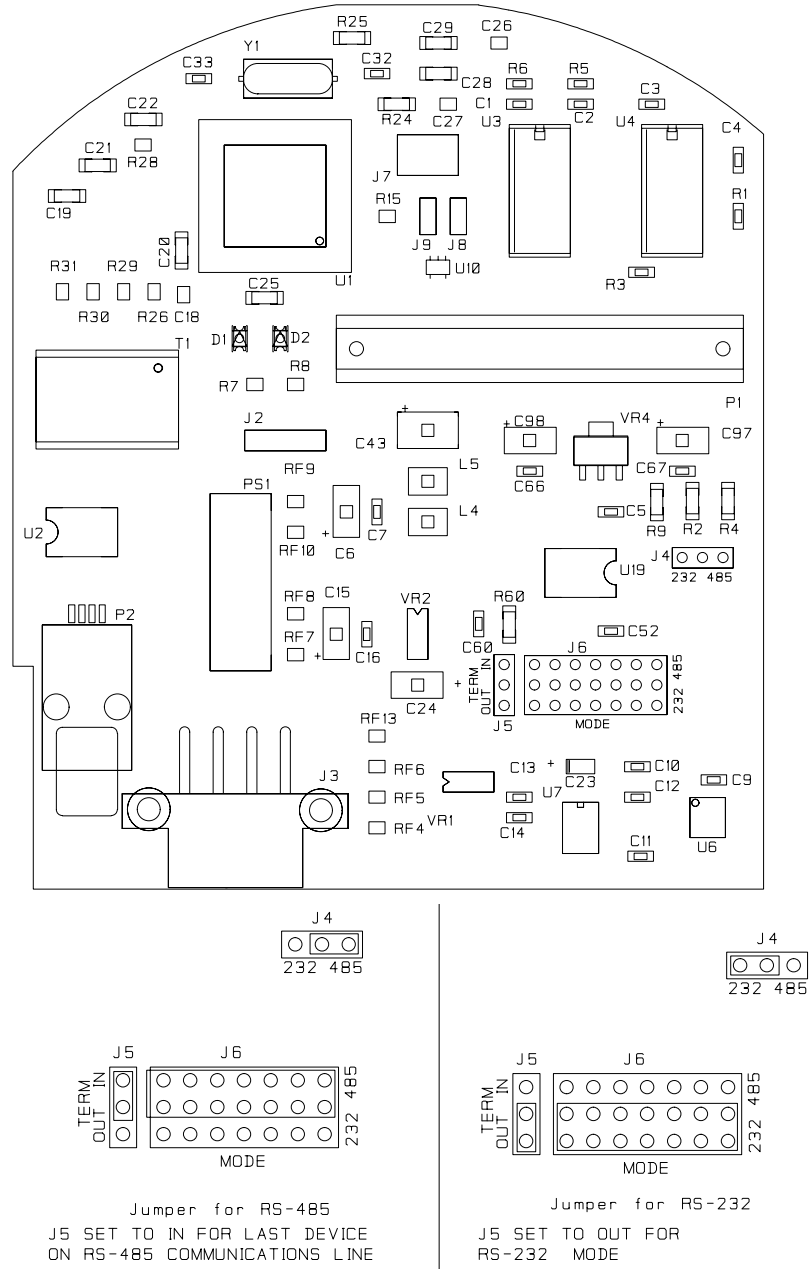 R25
C29
C26
Y1
C33
C32
C28
R6
R5
C3
C22
R24
C27
C1
C2
U3
U4
C4
R28
C21
J7
R15
R1
C19
C20
J9
J8
U10
R31
R29
U1
R3
R30
R26
C18
C25
D1
D2
T1
R7
R8
P1
J2
C43
C98
VR4
C97
RF9
L5
C66
C67
PS1
L4
C5
R9
R2
R4
U2
RF10
C6
C7
J4
U19
232 485
RF8
C15
VR2
R60
P2
RF7
C16
C60
C52
J6
TERM
OUT IN
232 485
C24
J5
MODE
RF13
J3
RF6
C13
C23
C10
C9
RF5
U7
C12
RF4
VR1
C14
C11
U6
J4
232 485
J5
J6
TERM
OUT IN
232 485
MODE
Jumper for RS-485
J5 SET TO IN FOR LAST DEVICE
ON RS-485 COMMUNICATIONS LINE
J4
232 485
J5
J6
TERM
OUT IN
232 485
MODE
Jumper for RS-232
J5 SET TO OUT FOR
RS-232 MODE